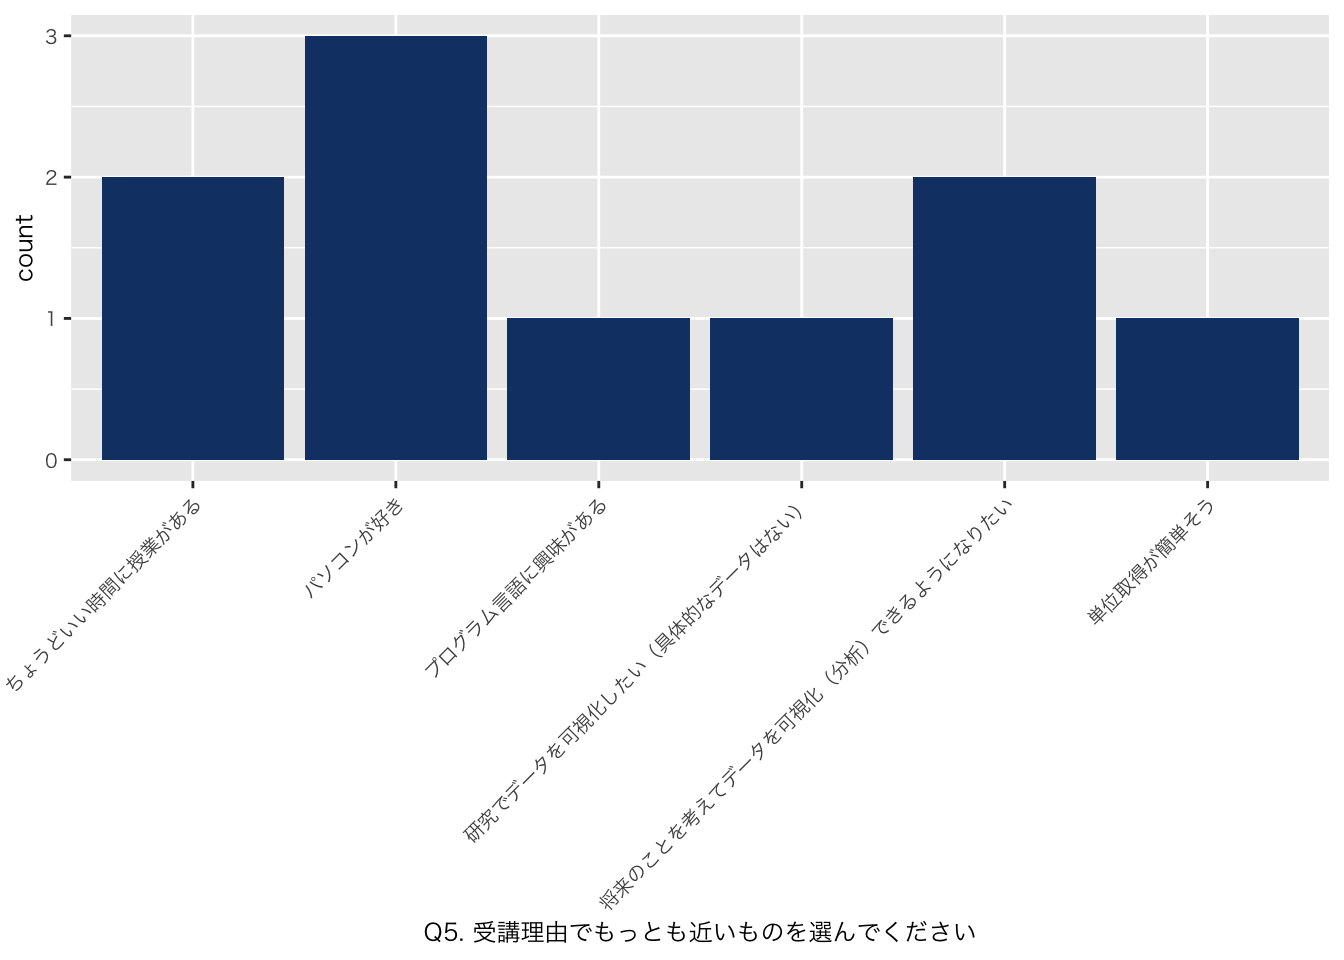 3
2
1
0
count
ちょうどいい時間に授業がある
パソコンが好き
プログラム言語に興味がある
研究でデータを可視化したい（具体的なデータはない）
将来のことを考えてデータを可視化（分析）できるようになりたい
単位取得が簡単そう
Q5. 受講理由でもっとも近いものを選んでください